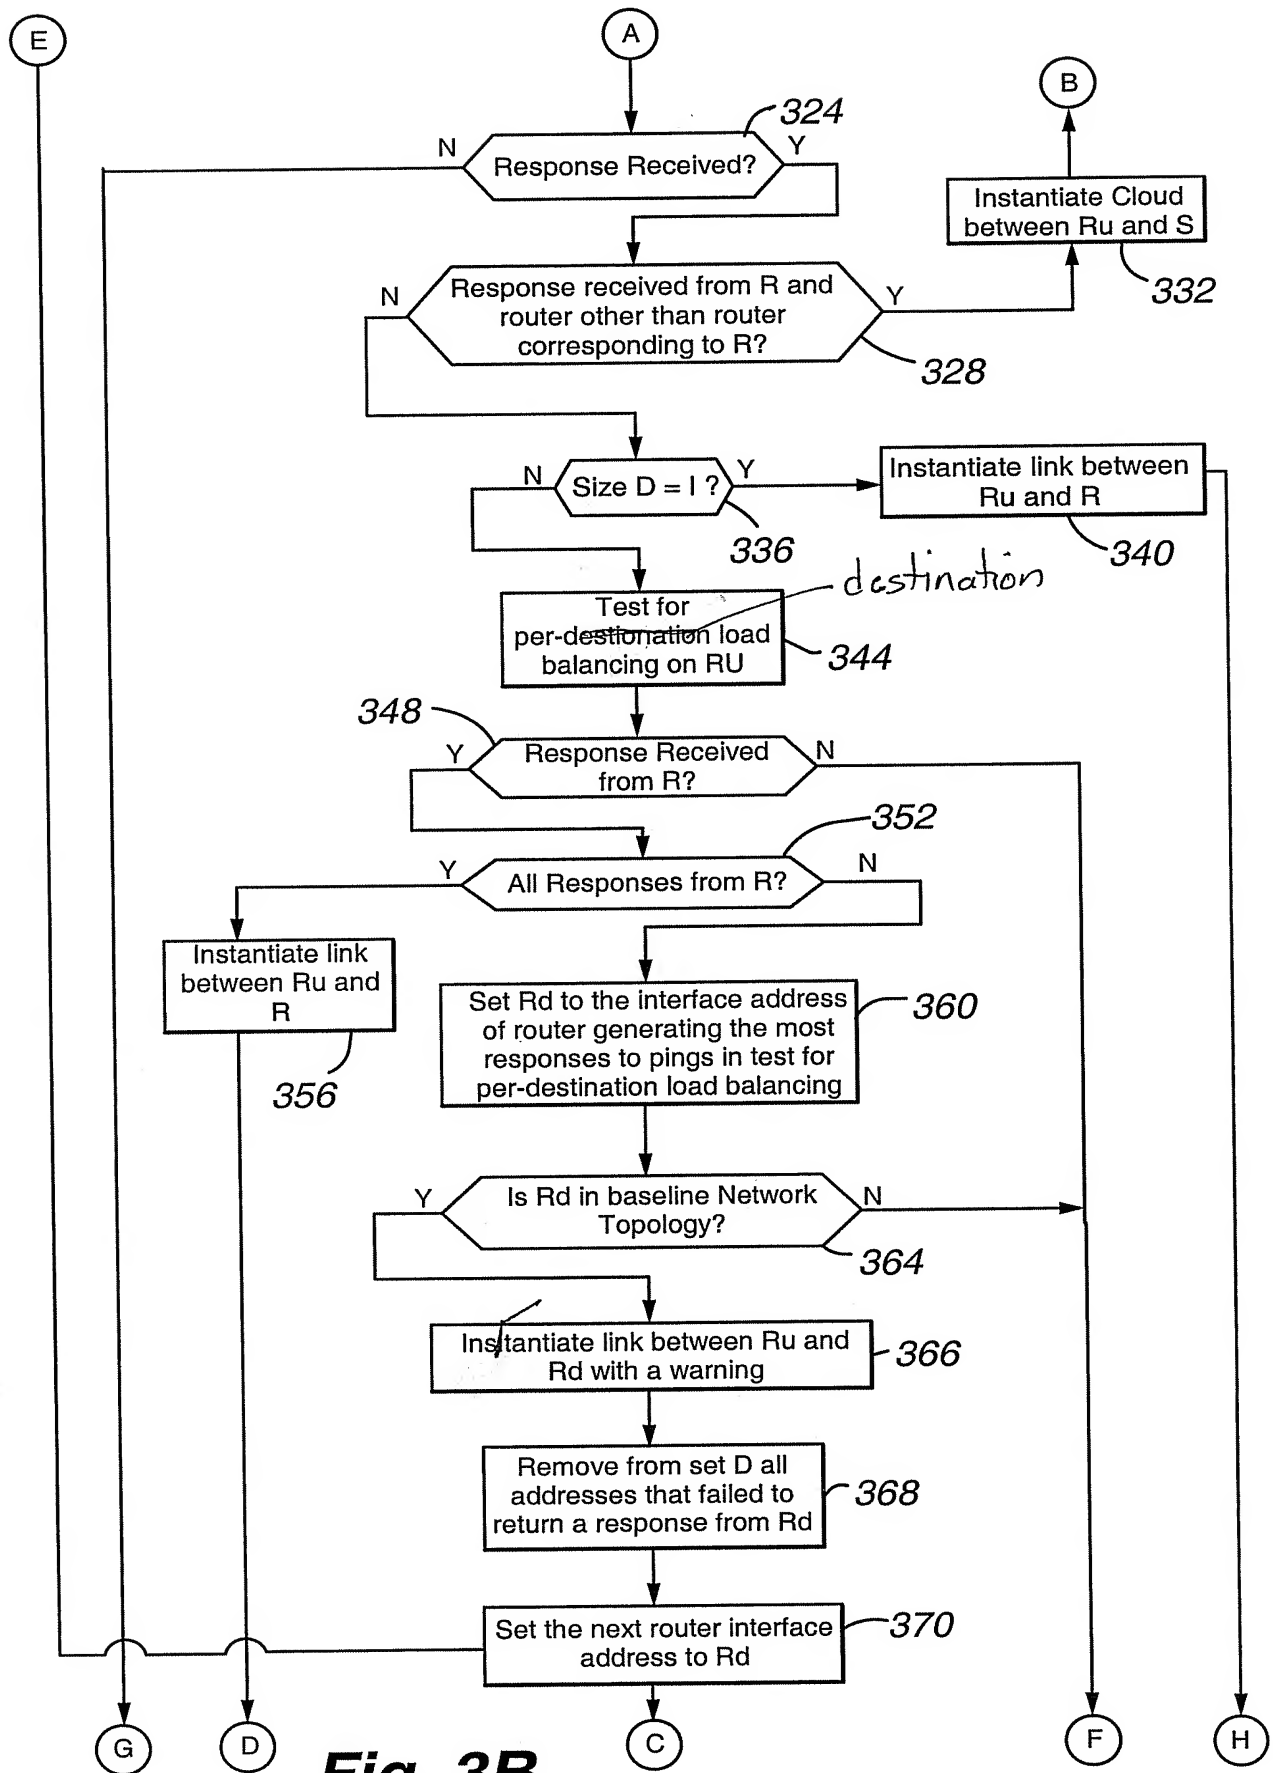 E
A
B
324
N
Y
Response Received?
Instantiate Cloud
between Ru and S
332
N
Response received from R and
router other than router
corresponding to R?
Y
328
N
Size D = I ?
Y
336
Instantiate link between
Ru and R
340
destination
Test for
per-destionation load
balancing on RU
344
348
Y
Response Received
from R?
N
352
Y
All Responses from R?
N
Instantiate link
between Ru and
R
356
Set Rd to the interface address
of router generating the most
responses to pings in test for
per-destination load balancing
360
Y
Is Rd in baseline Network
Topology?
N
364
Instantiate link between Ru and
Rd with a warning
366
Remove from set D all
addresses that failed to
return a response from Rd
368
Set the next router interface
address to Rd
370
G
D
C
F
H
Fig. 3B